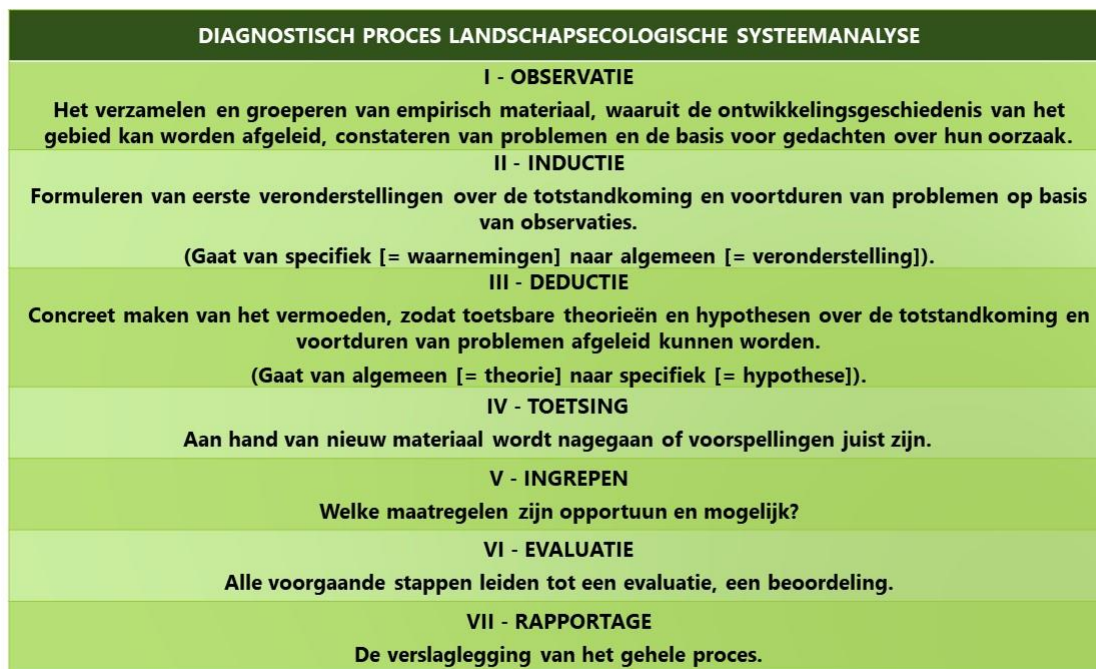 DIAGNOSTISCH PROCES LANDSCHAPSECOLOGISCHE SYSTEEMANALYSE
I - OBSERVATIE
Het verzamelen en groeperen van empirisch materiaal, waaruit de ontwikkelingsgeschiedenis van het
gebied kan worden afgeleid, constateren van problemen en de basis voor gedachten over hun oorzaak.
II - INDUCTIE
Formuleren van eerste veronderstellingen over de totstandkoming en voortduren van problemen op basis
van observaties.
(Gaat van specifiek [= waarnemingen] naar algemeen [= veronderstelling]).
III - DEDUCTIE
Concreet maken van het vermoeden, zodat toetsbare theorieën en hypothesen over de totstandkoming en
voortduren van problemen afgeleid kunnen worden.
(Gaat van algemeen [= theorie] naar specifiek [= hypothese]).
IV - TOETSING
Aan hand van nieuw materiaal wordt nagegaan of voorspellingen juist zijn.
V - INGREPEN
Welke maatregelen zijn opportuun en mogelijk?
VI - EVALUATIE
Alle voorgaande stappen leiden tot een evaluatie, een beoordeling.
VII - RAPPORTAGE
De verslaglegging van het gehele proces.